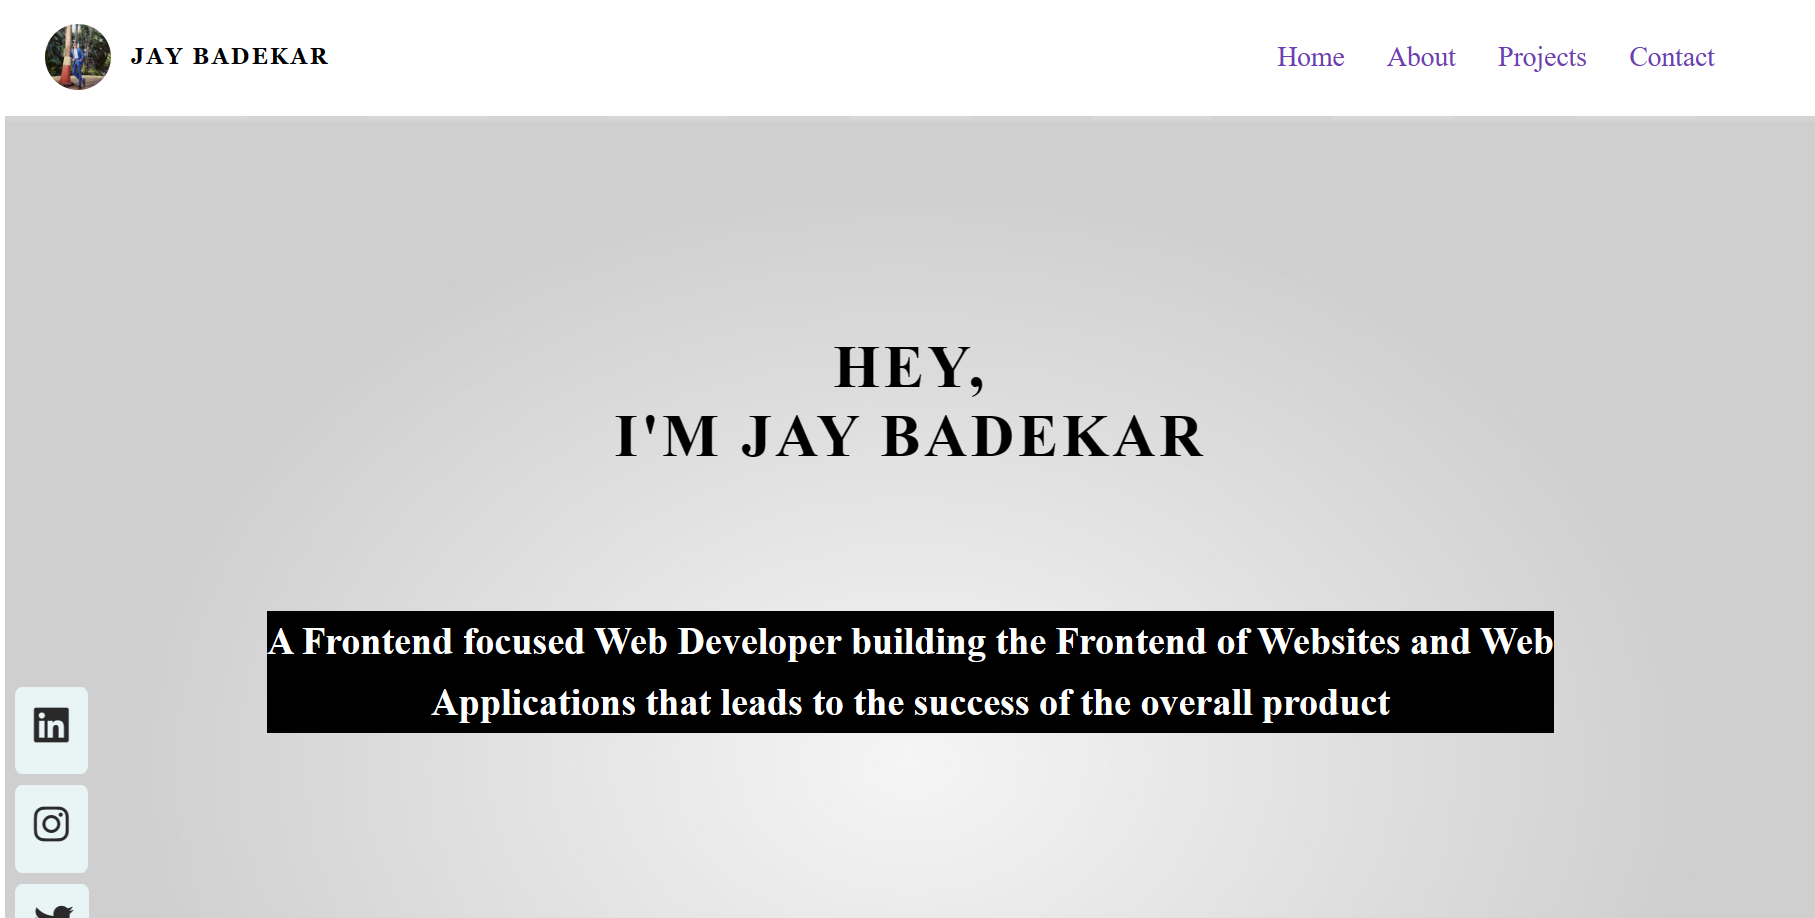 JAY BADEKAR
Home About Projects Contact
HEY,
I'M JAY BADEKAR
A Frontend focused Web Developer building the Frontend of Websites and Web
Applications that leads to the success of the overall product
in